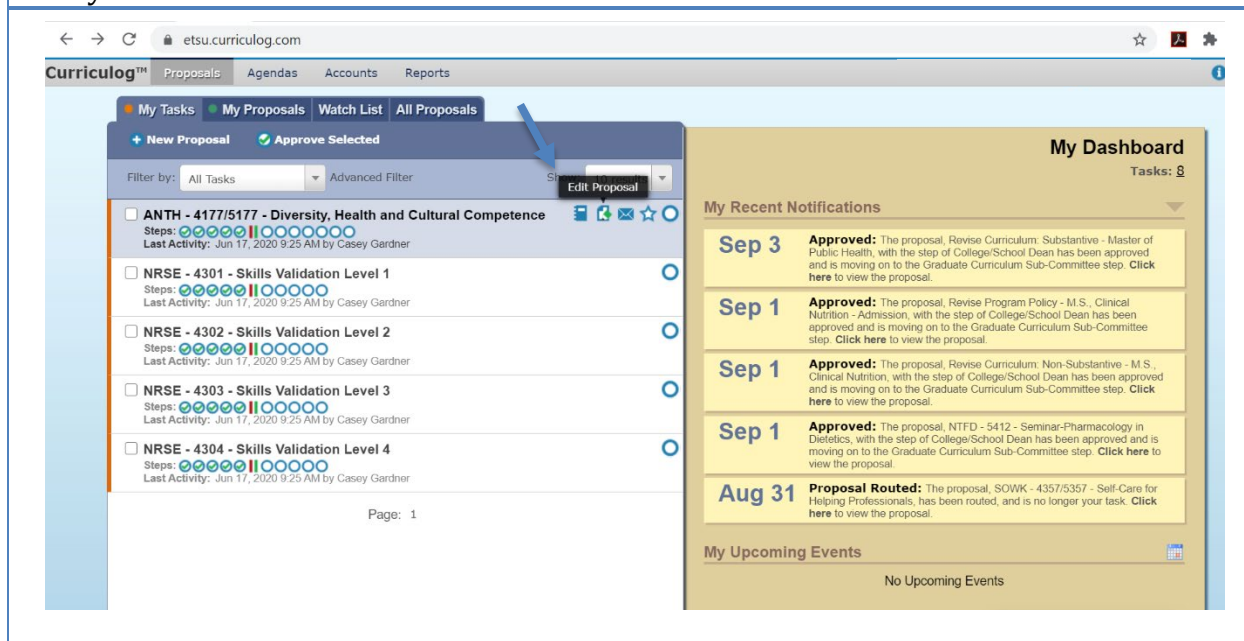 etsu.curriculog.com
Curriculog™ Proposals Agendas Accounts Reports
My Tasks My Proposals Watch List All Proposals
New Proposal Approve Selected
Filter by: All Tasks Advanced Filter
Edit Proposal
ANTH - 4177/5177 - Diversity, Health and Cultural Competence
Steps:
Last Activity: Jun 17, 2020 9:25 AM by Casey Gardner
NRSE - 4301 - Skills Validation Level 1
Steps:
Last Activity: Jun 17, 2020 9:25 AM by Casey Gardner
NRSE - 4302 - Skills Validation Level 2
Steps:
Last Activity: Jun 17, 2020 9:25 AM by Casey Gardner
NRSE - 4303 - Skills Validation Level 3
Steps:
Last Activity: Jun 17, 2020 9:25 AM by Casey Gardner
NRSE - 4304 - Skills Validation Level 4
Steps:
Last Activity: Jun 17, 2020 9:25 AM by Casey Gardner
Page: 1
My Dashboard
Tasks: 8
My Recent Notifications
Sep 3
Approved: The proposal, Revise Curriculum: Substantive - Master of
Public Health, with the step of College/School Dean has been approved
and is moving on to the Graduate Curriculum Sub-Committee step. Click
here to view the proposal.
Sep 1
Approved: The proposal, Revise Program Policy - M.S., Clinical
Nutrition - Admission, with the step of College/School Dean has been
approved and is moving on to the Graduate Curriculum Sub-Committee
step. Click here to view the proposal.
Sep 1
Approved: The proposal, Revise Curriculum: Non-Substantive - M.S.,
Clinical Nutrition, with the step of College/School Dean has been approved
and is moving on to the Graduate Curriculum Sub-Committee step. Click
here to view the proposal.
Sep 1
Approved: The proposal, NTFD - 5412 - Seminar-Pharmacology in
Dietetics, with the step of College/School Dean has been approved and is
moving on to the Graduate Curriculum Sub-Committee step. Click here to
view the proposal.
Aug 31
Proposal Routed: The proposal, SOWK - 4357/5357 - Self-Care for
Helping Professionals, has been routed, and is no longer your task. Click
here to view the proposal.
My Upcoming Events
No Upcoming Events